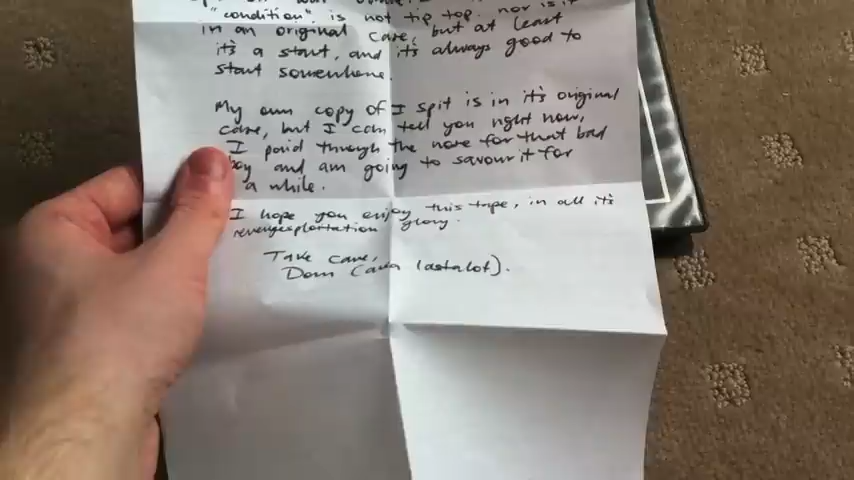 "condition". is not tip top. nor is it
in an original case, but at least
it's a start, and it's always good to
start somewhere.
My own copy of I spit is in it's original
case, but I can tell you right now,
I paid through the nose for that bad
boy and am going to savour it for
a while.
I hope you enjoy this tape, in all it's
revengesploitation glory.
Take care,
Dom